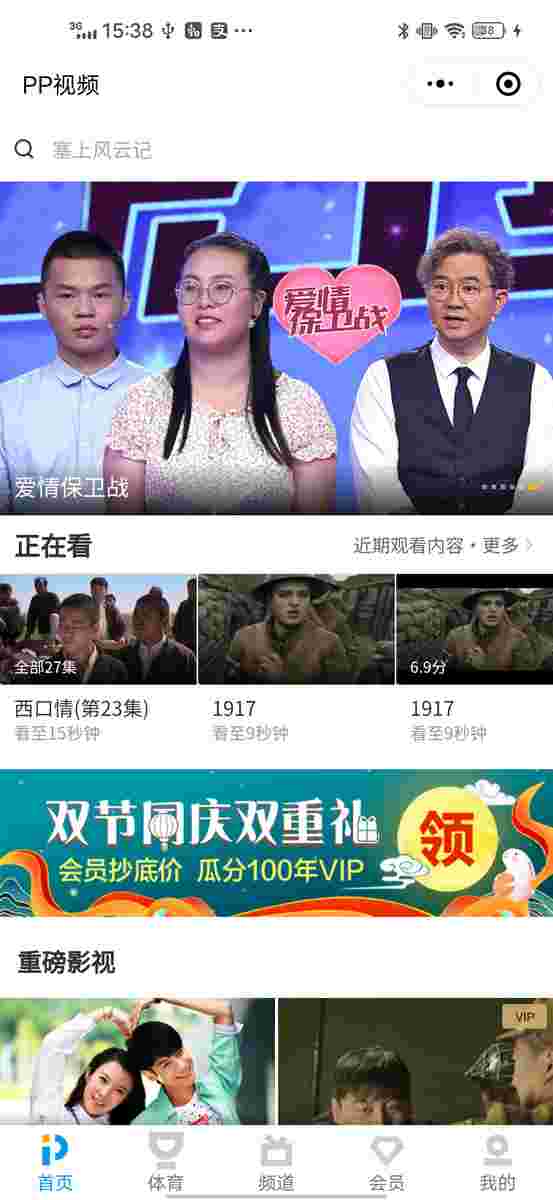 3G 15:38
PP视频
塞上风云记
爱情
保卫战
爱情保卫战
正在看
近期观看内容·更多
全部27集
6.9分
西口情(第23集)
1917
1917
看至15秒钟
看至9秒钟
看至9秒钟
双节同庆双重礼
会员抄底价 瓜分100年VIP
领
重磅影视
VIP
首页
体育
频道
会员
我的